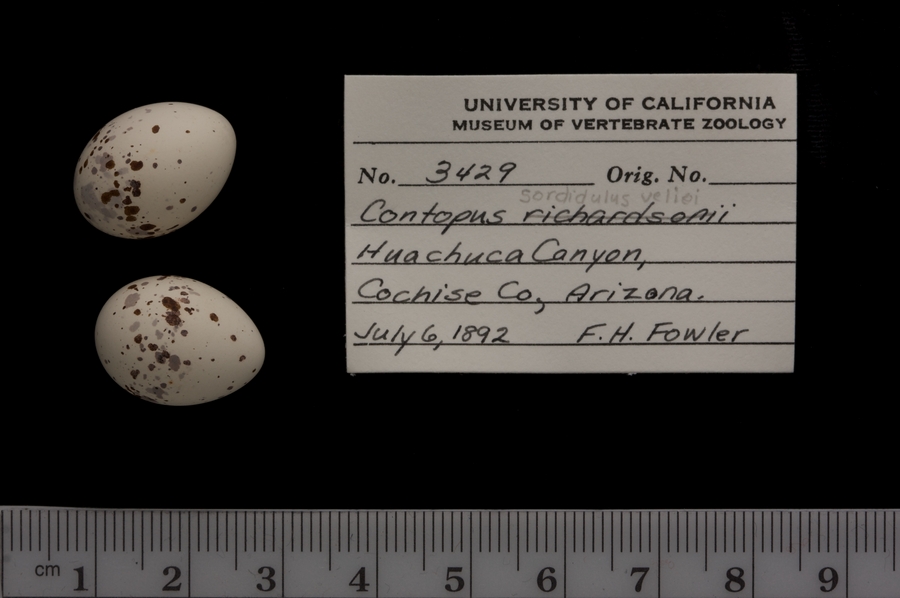 UNIVERSITY OF CALIFORNIA
MUSEUM OF VERTEBRATE ZOOLOGY
No. 3429 Orig. No.
sordidulus veliei
Contopus richardsonii
Huachuca Canyon,
Cochise Co., Arizona.
July 6, 1892 F.H. Fowler
cm 1 2 3 4 5 6 7 8 9